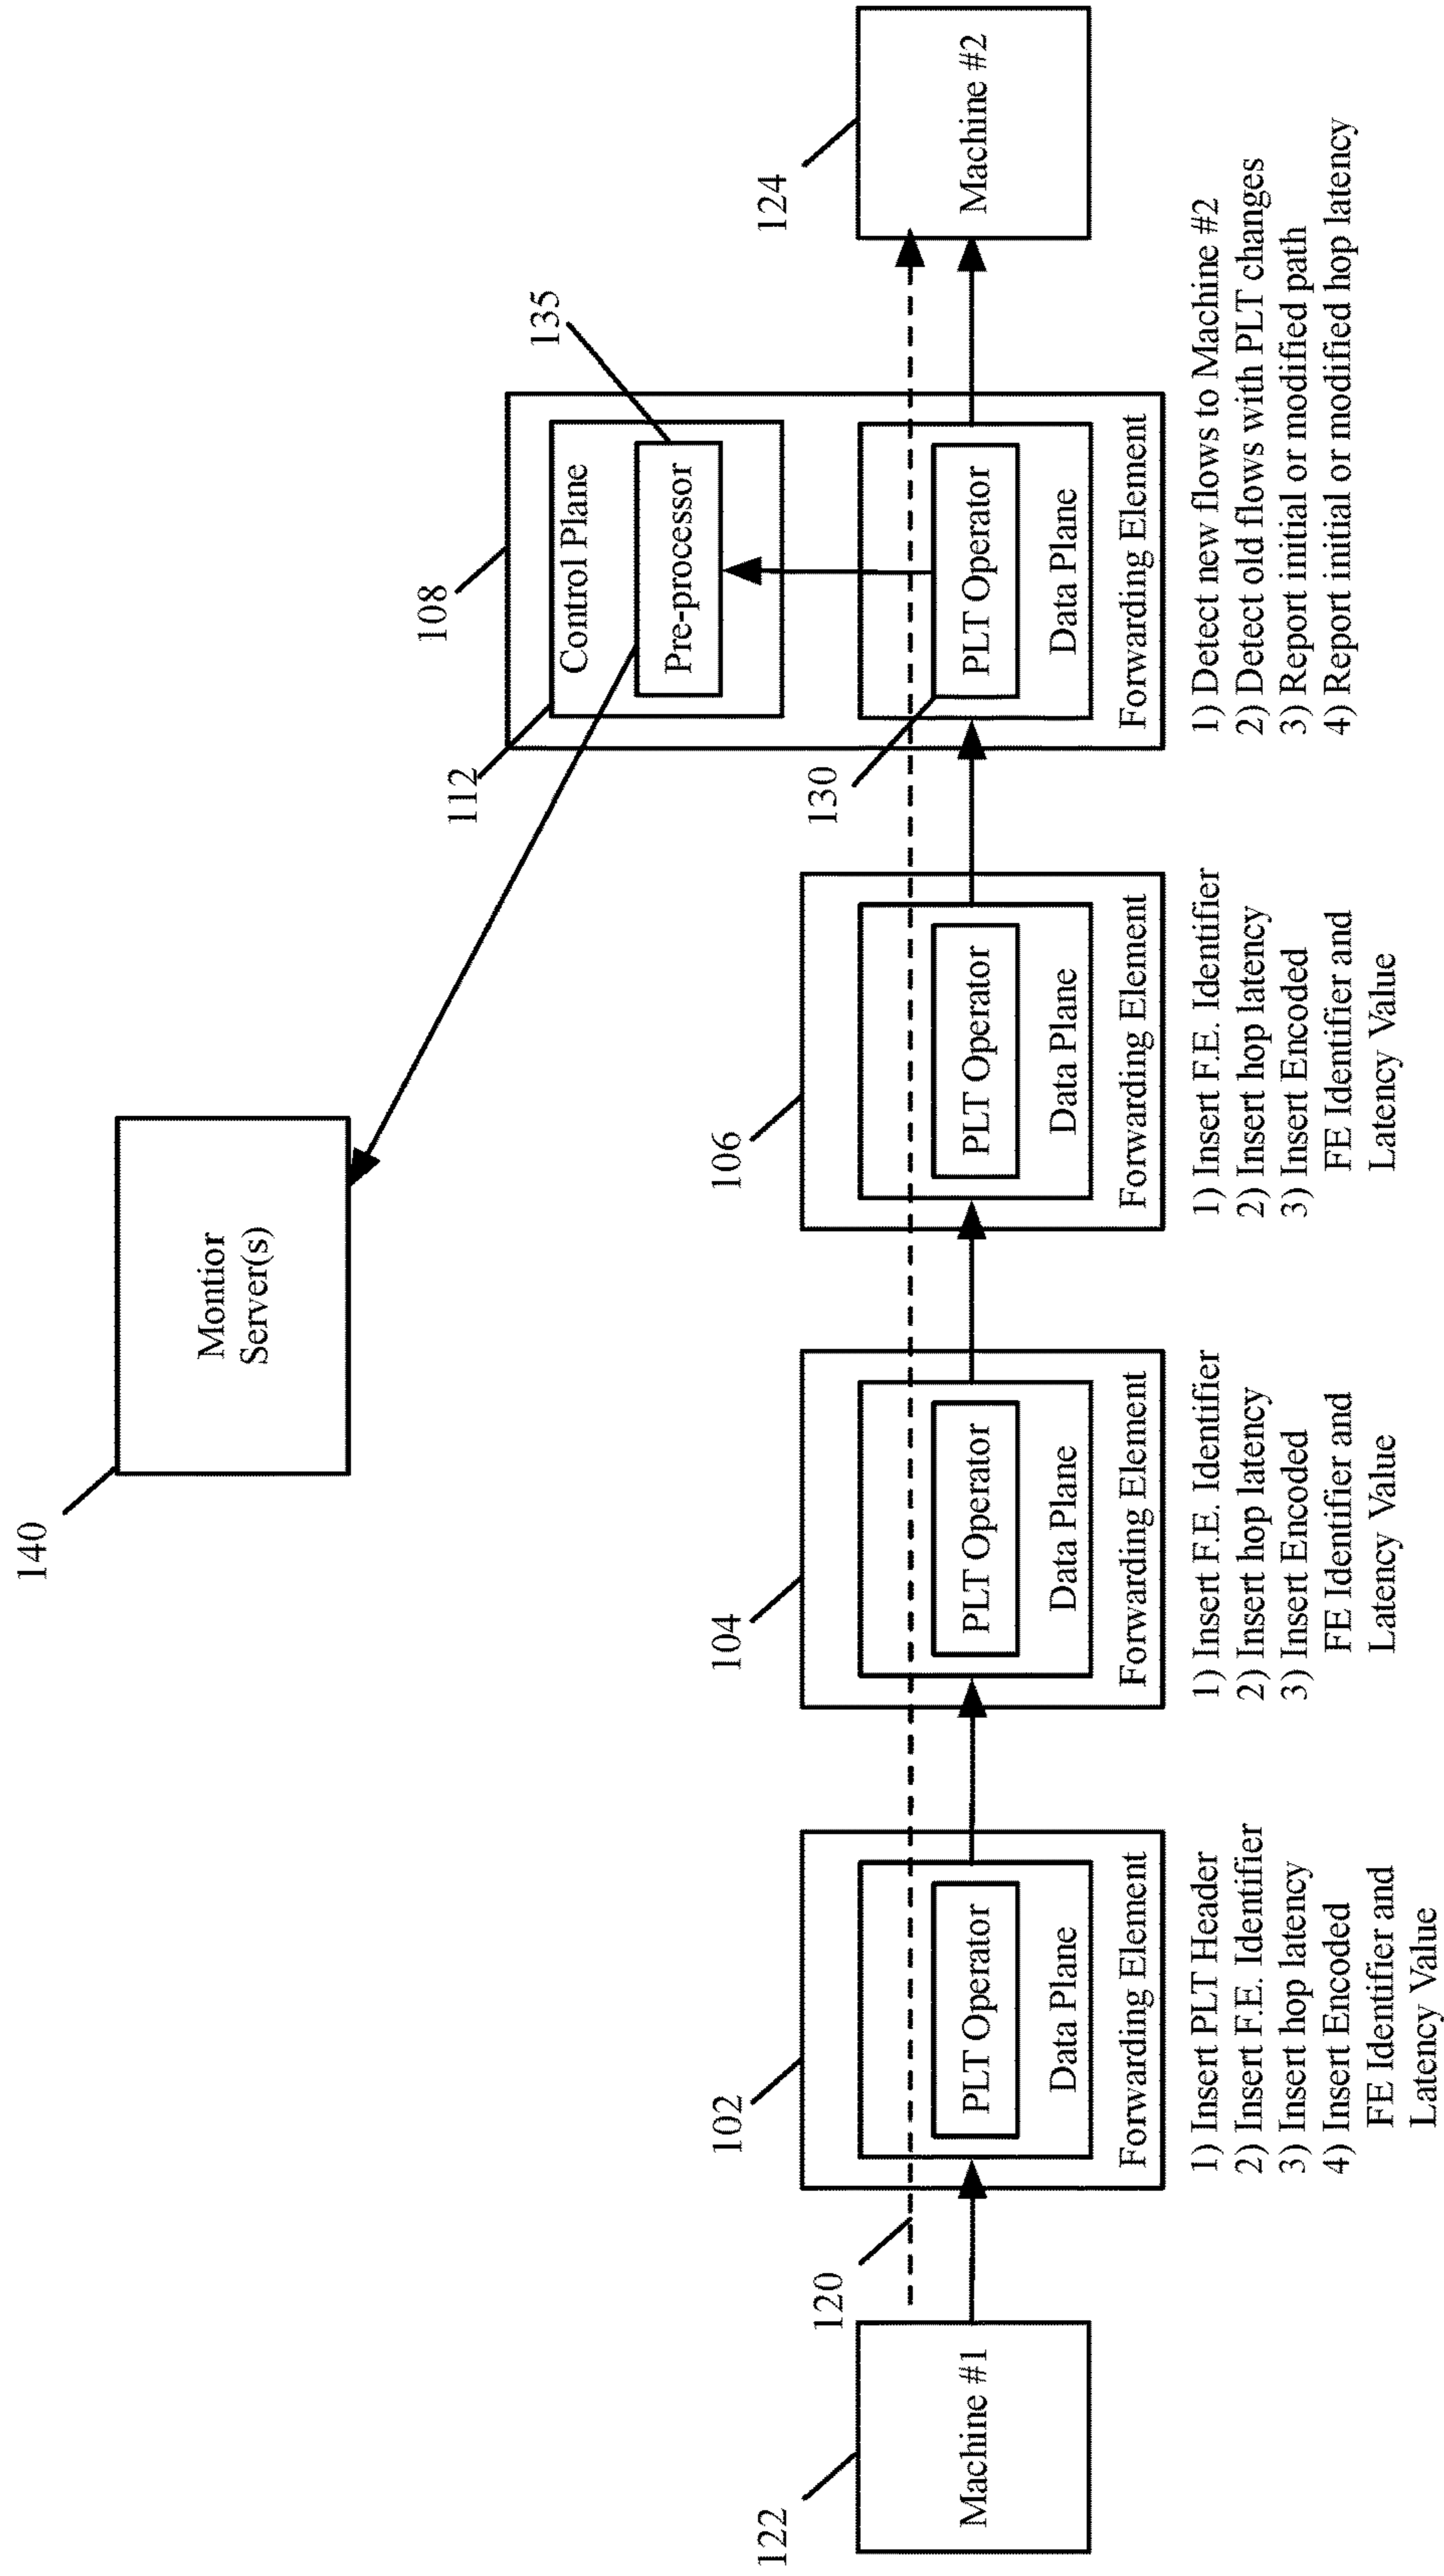 140
Montior
Server(s)
108
135
112
Control Plane
Pre-processor
122
Machine #1
120
102
PLT Operator
Data Plane
Forwarding Element
1) Insert PLT Header
2) Insert F.E. Identifier
3) Insert hop latency
4) Insert Encoded
FE Identifier and
Latency Value
104
PLT Operator
Data Plane
Forwarding Element
1) Insert F.E. Identifier
2) Insert hop latency
3) Insert Encoded
FE Identifier and
Latency Value
106
PLT Operator
Data Plane
Forwarding Element
1) Insert F.E. Identifier
2) Insert hop latency
3) Insert Encoded
FE Identifier and
Latency Value
130
PLT Operator
Data Plane
Forwarding Element
1) Detect new flows to Machine #2
2) Detect old flows with PLT changes
3) Report initial or modified path
4) Report initial or modified hop latency
124
Machine #2